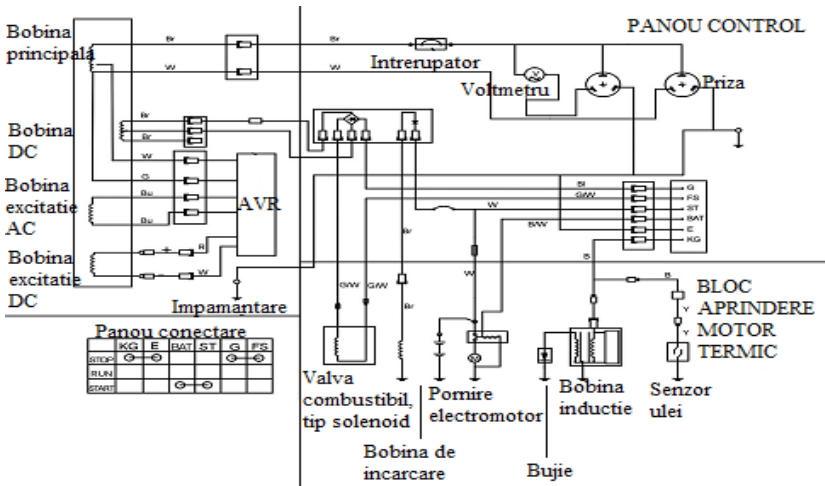 Bobina
principală
Br
W
Br
W
Intrerupator
PANOU CONTROL
V
Voltmetru
Priza
Bobina
DC
Br
Br
W
G
Bu
Bu
AVR
Bobina
excitatie
AC
Bobina
excitatie
DC
+
R
-
W
Impamantare
W
G/W
B/W
G
FS
ST
BAT
E
KG
G/W
G/W
Br
Br
W
B
B
Y
Y
BLOC
APRINDERE
MOTOR
TERMIC
Panou conectare
KG E BAT ST G FS
STOP
RUN
START
Valva
combustibil,
tip solenoid
Bobina de
incarcare
Pornire
electromotor
Bujie
Bobina
inductie
Senzor
ulei